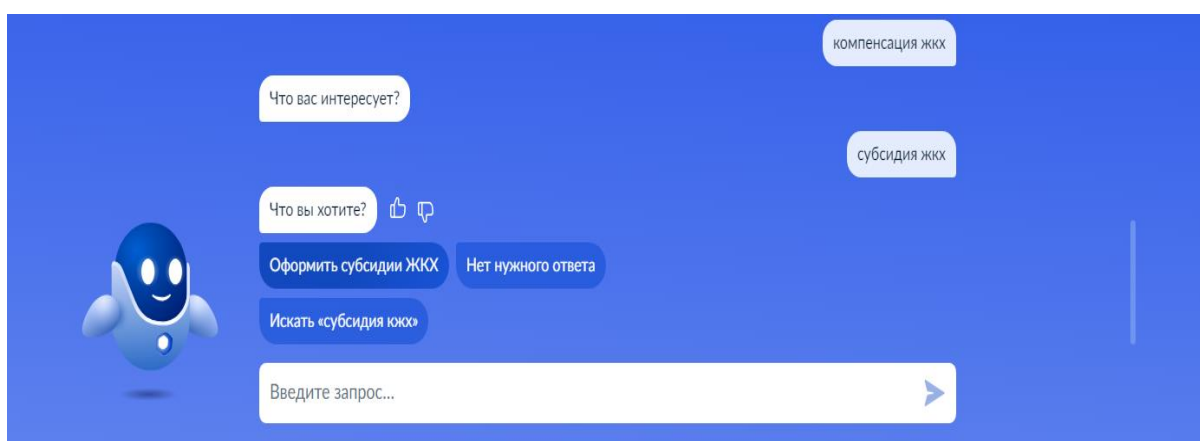 компенсация жкх
Что вас интересует?
субсидия жкх
Что вы хотите?
Оформить субсидии ЖКХ
Нет нужного ответа
Искать «субсидия кжх»
Введите запрос...